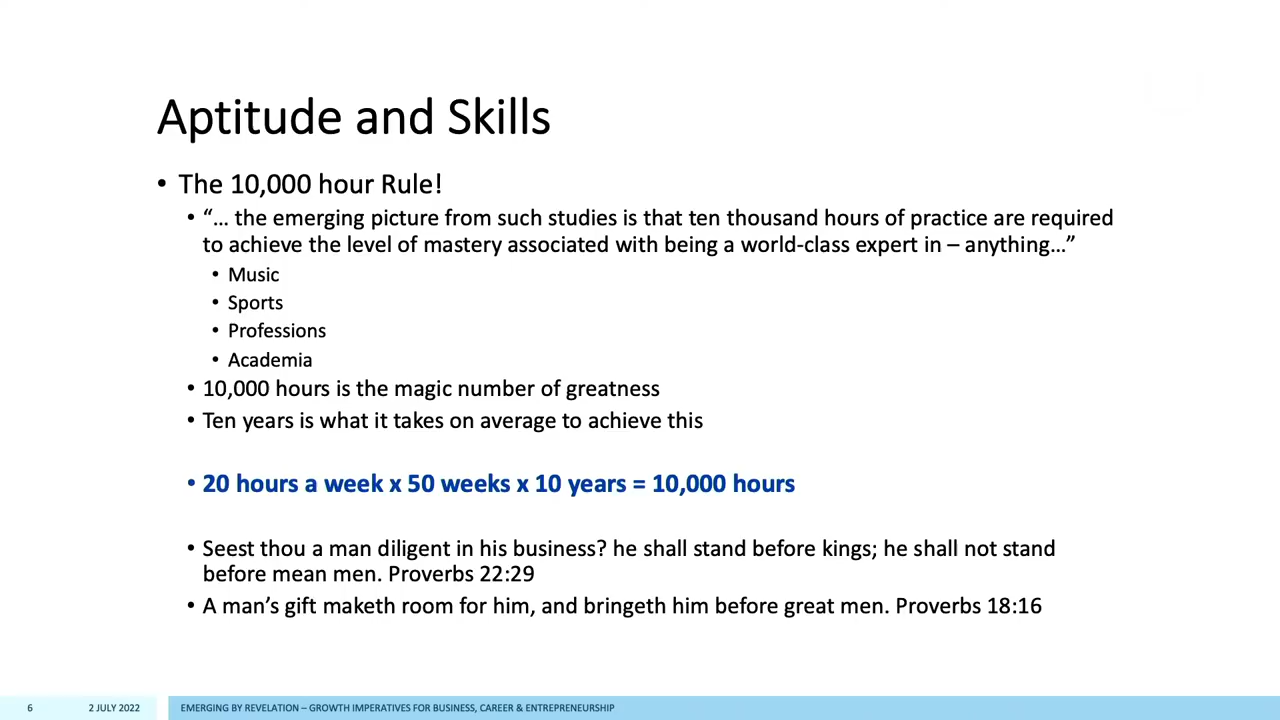 Aptitude and Skills
• The 10,000 hour Rule!
• “… the emerging picture from such studies is that ten thousand hours of practice are required
to achieve the level of mastery associated with being a world-class expert in – anything…”
• Music
• Sports
• Professions
• Academia
• 10,000 hours is the magic number of greatness
• Ten years is what it takes on average to achieve this
• 20 hours a week x 50 weeks x 10 years = 10,000 hours
• Seest thou a man diligent in his business? he shall stand before kings; he shall not stand
before mean men. Proverbs 22:29
• A man’s gift maketh room for him, and bringeth him before great men. Proverbs 18:16
6 2 JULY 2022 EMERGING BY REVELATION – GROWTH IMPERATIVES FOR BUSINESS, CAREER & ENTREPRENEURSHIP